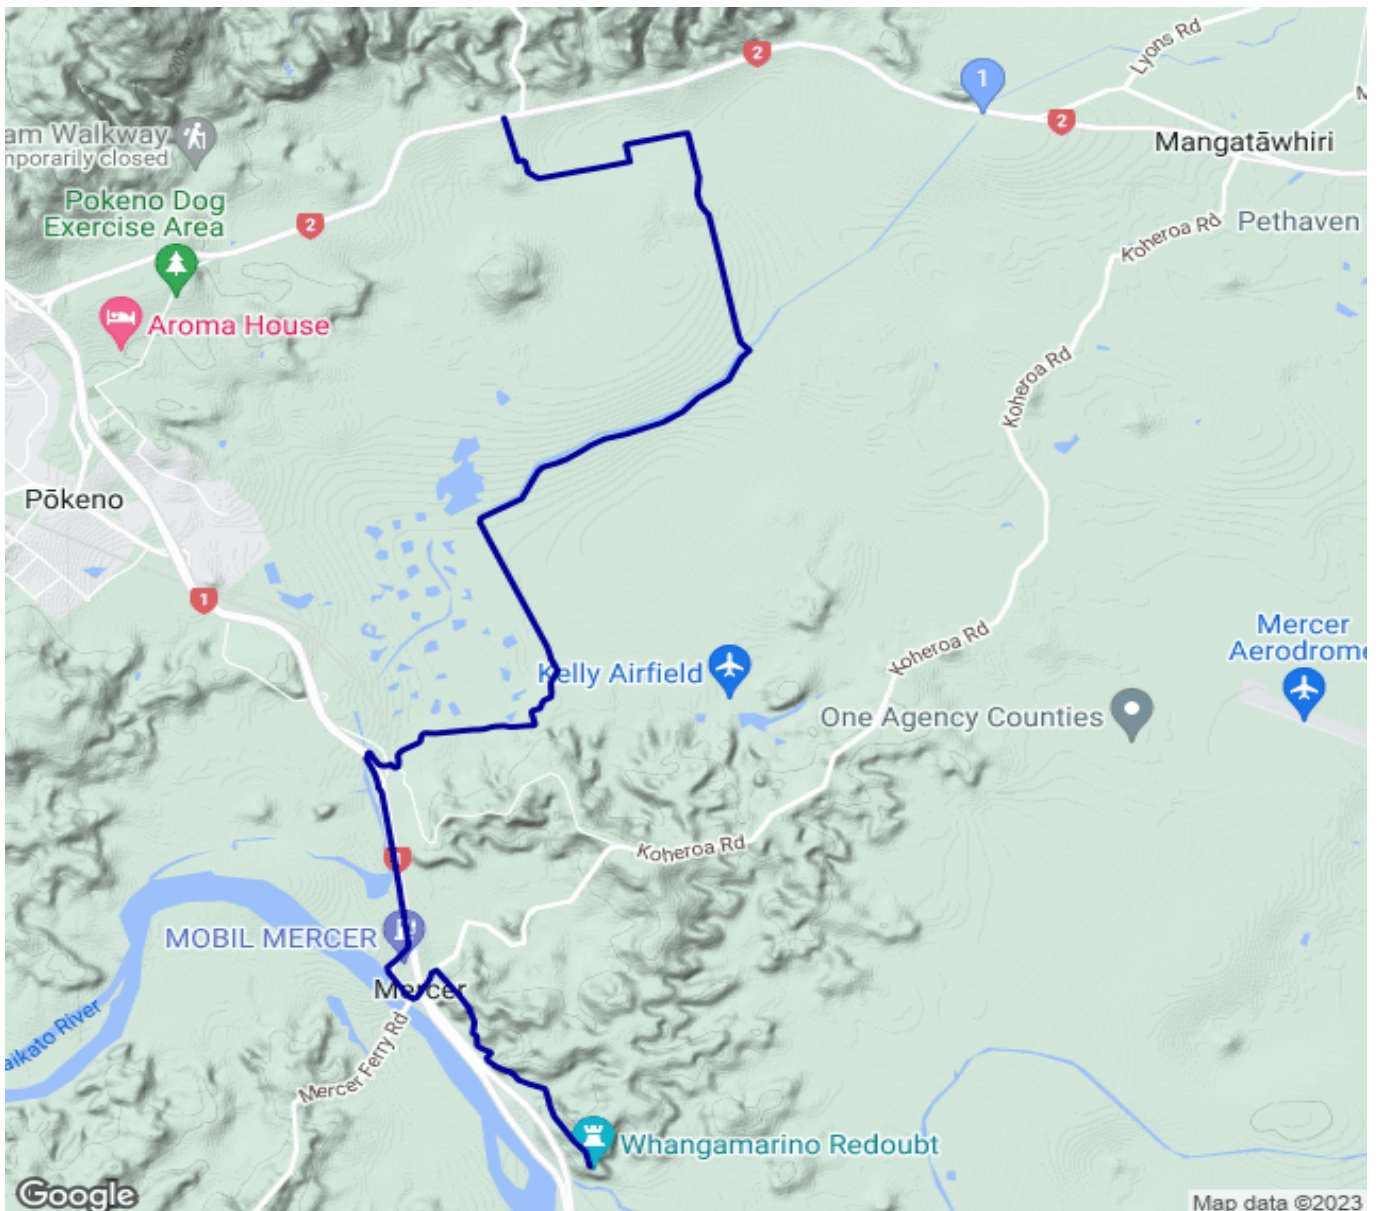 2
Lyons Rd
1
2
Mangatāwhiri
am Walkway
mporarily closed
Pokeno Dog
Exercise Area
2
Koheroa Rd
Pethaven
Aroma House
Koheroa Rd
Pōkeno
1
Koheroa Rd
Mercer
Aerodrome
Kelly Airfield
One Agency Counties
Koheroa Rd
MOBIL MERCER
Mercer
aikato River
Mercer Ferry Rd
Whangamarino Redoubt
Google
Map data ©2023